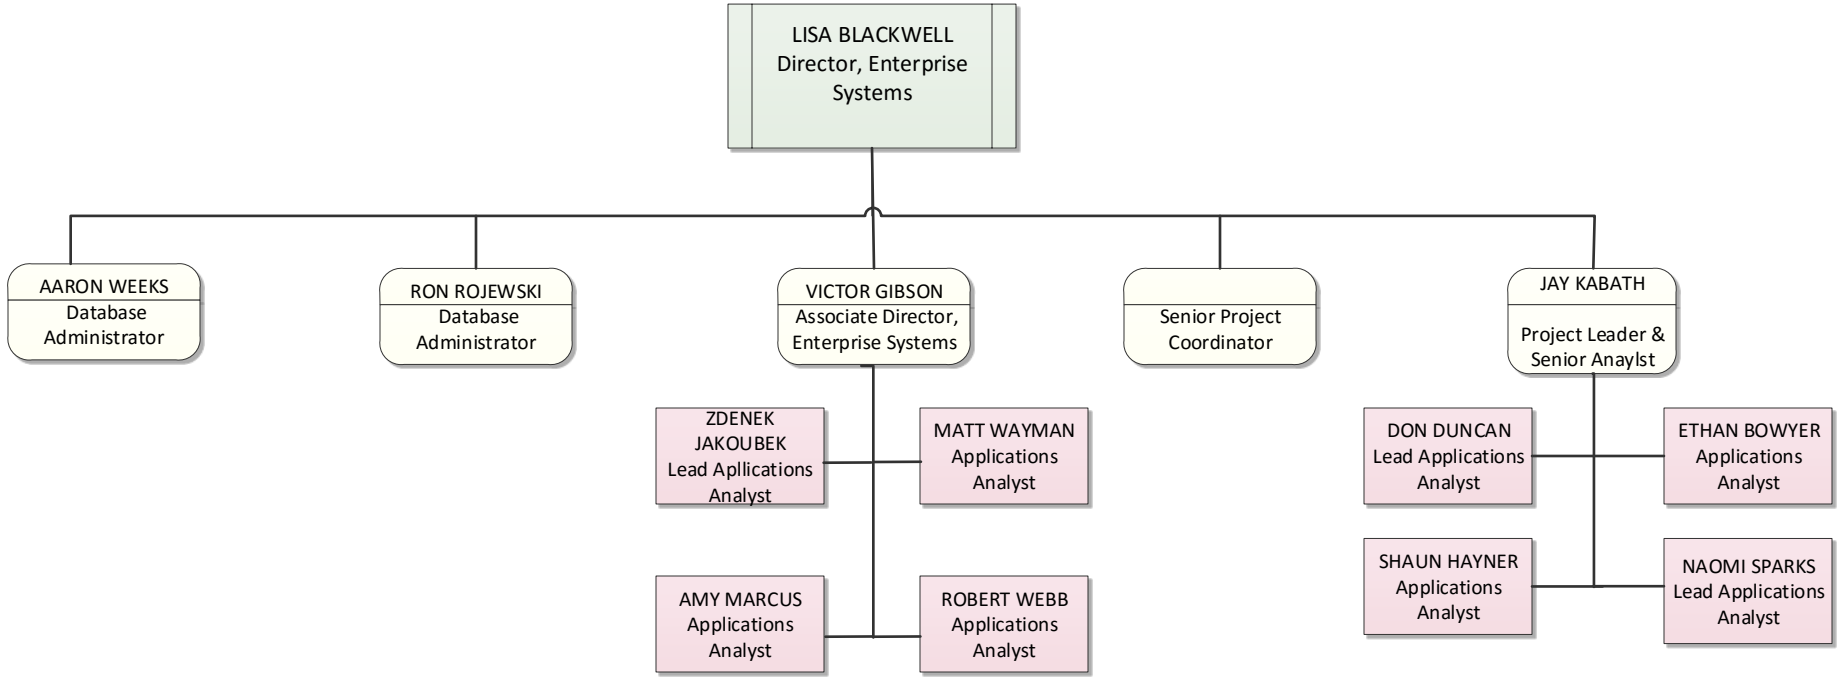 LISA BLACKWELL
Director, Enterprise
Systems
AARON WEEKS
Database
Administrator
RON ROJEWSKI
Database
Administrator
VICTOR GIBSON
Associate Director,
Enterprise Systems
Senior Project
Coordinator
JAY KABATH
Project Leader &
Senior Anaylst
ZDENEK
JAKOUBEK
Lead Apllications
Analyst
MATT WAYMAN
Applications
Analyst
AMY MARCUS
Applications
Analyst
ROBERT WEBB
Applications
Analyst
DON DUNCAN
Lead Applications
Analyst
ETHAN BOWYER
Applications
Analyst
SHAUN HAYNER
Applications
Analyst
NAOMI SPARKS
Lead Applications
Analyst